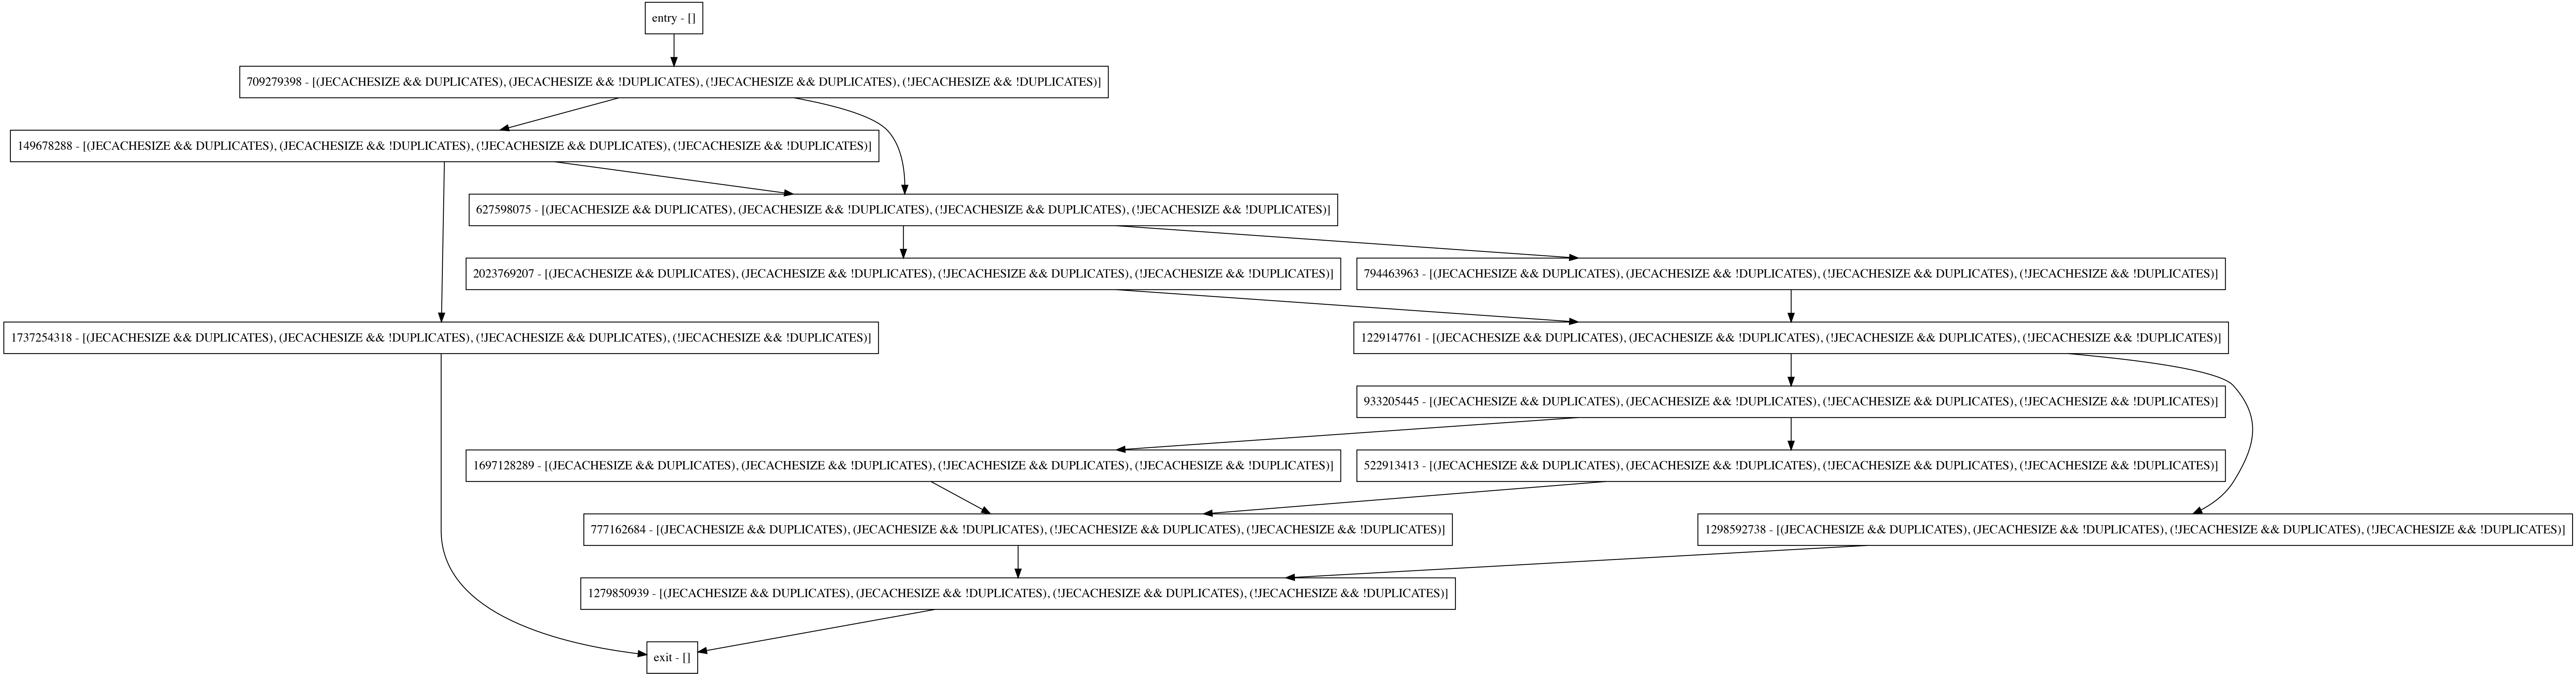 entry - []
709279398 - [(JECACHESIZE && DUPLICATES), (JECACHESIZE && !DUPLICATES), (!JECACHESIZE && DUPLICATES), (!JECACHESIZE && !DUPLICATES)]
149678288 - [(JECACHESIZE && DUPLICATES), (JECACHESIZE && !DUPLICATES), (!JECACHESIZE && DUPLICATES), (!JECACHESIZE && !DUPLICATES)]
627598075 - [(JECACHESIZE && DUPLICATES), (JECACHESIZE && !DUPLICATES), (!JECACHESIZE && DUPLICATES), (!JECACHESIZE && !DUPLICATES)]
2023769207 - [(JECACHESIZE && DUPLICATES), (JECACHESIZE && !DUPLICATES), (!JECACHESIZE && DUPLICATES), (!JECACHESIZE && !DUPLICATES)]
794463963 - [(JECACHESIZE && DUPLICATES), (JECACHESIZE && !DUPLICATES), (!JECACHESIZE && DUPLICATES), (!JECACHESIZE && !DUPLICATES)]
1737254318 - [(JECACHESIZE && DUPLICATES), (JECACHESIZE && !DUPLICATES), (!JECACHESIZE && DUPLICATES), (!JECACHESIZE && !DUPLICATES)]
1229147761 - [(JECACHESIZE && DUPLICATES), (JECACHESIZE && !DUPLICATES), (!JECACHESIZE && DUPLICATES), (!JECACHESIZE && !DUPLICATES)]
933205445 - [(JECACHESIZE && DUPLICATES), (JECACHESIZE && !DUPLICATES), (!JECACHESIZE && DUPLICATES), (!JECACHESIZE && !DUPLICATES)]
1697128289 - [(JECACHESIZE && DUPLICATES), (JECACHESIZE && !DUPLICATES), (!JECACHESIZE && DUPLICATES), (!JECACHESIZE && !DUPLICATES)]
522913413 - [(JECACHESIZE && DUPLICATES), (JECACHESIZE && !DUPLICATES), (!JECACHESIZE && DUPLICATES), (!JECACHESIZE && !DUPLICATES)]
777162684 - [(JECACHESIZE && DUPLICATES), (JECACHESIZE && !DUPLICATES), (!JECACHESIZE && DUPLICATES), (!JECACHESIZE && !DUPLICATES)]
1298592738 - [(JECACHESIZE && DUPLICATES), (JECACHESIZE && !DUPLICATES), (!JECACHESIZE && DUPLICATES), (!JECACHESIZE && !DUPLICATES)]
1279850939 - [(JECACHESIZE && DUPLICATES), (JECACHESIZE && !DUPLICATES), (!JECACHESIZE && DUPLICATES), (!JECACHESIZE && !DUPLICATES)]
exit - []